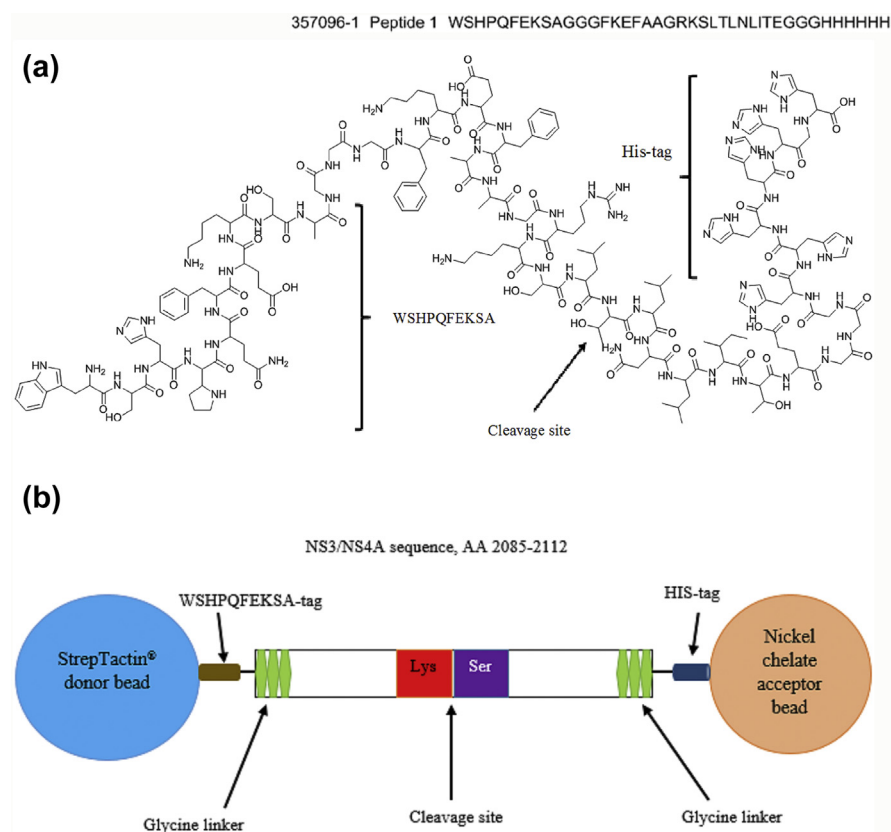 357096-1 Peptide 1 WSHPQFEKSAGGGFKEFAAGRKSLTLNLITEGGGHHHHHH
(a)
His-tag
WSHPQFEKSA
Cleavage site
(b)
NS3/NS4A sequence, AA 2085-2112
WSHPQFEKSA-tag
HIS-tag
StrepTactin®
donor bead
Lys
Ser
Nickel
chelate
acceptor
bead
Glycine linker
Cleavage site
Glycine linker